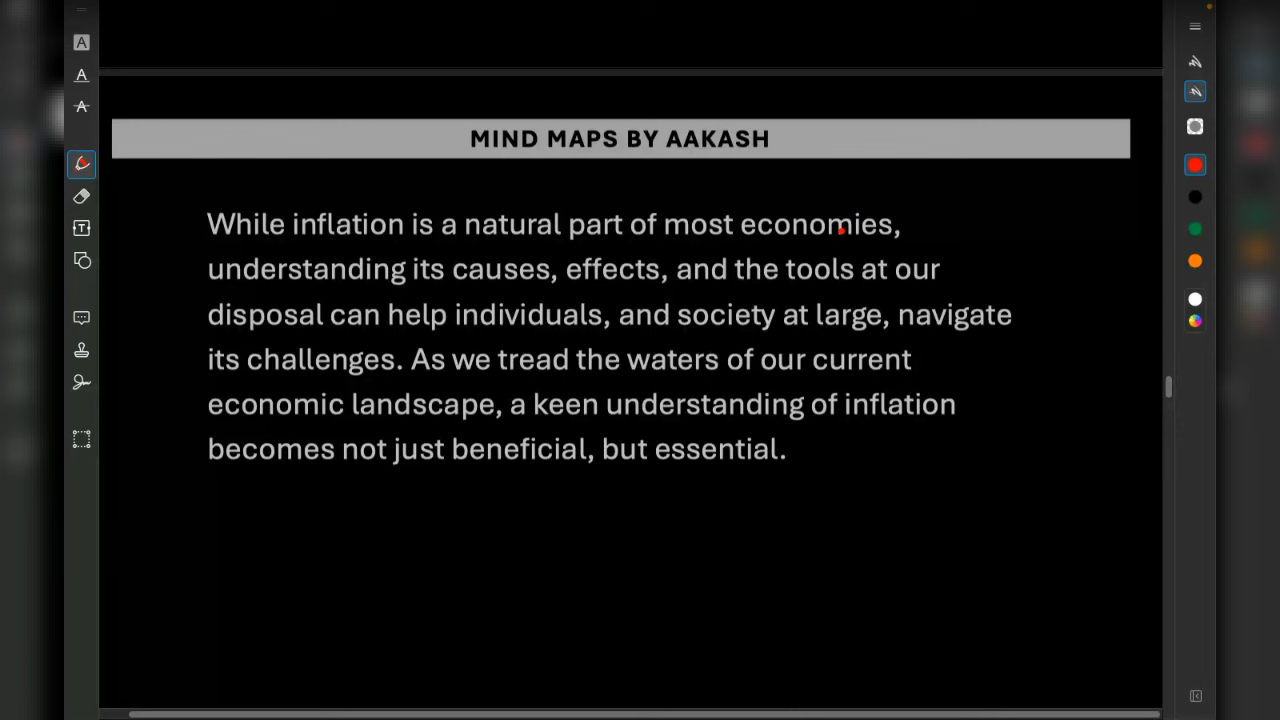 MIND MAPS BY AAKASH
While inflation is a natural part of most economies,
understanding its causes, effects, and the tools at our
disposal can help individuals, and society at large, navigate
its challenges. As we tread the waters of our current
economic landscape, a keen understanding of inflation
becomes not just beneficial, but essential.